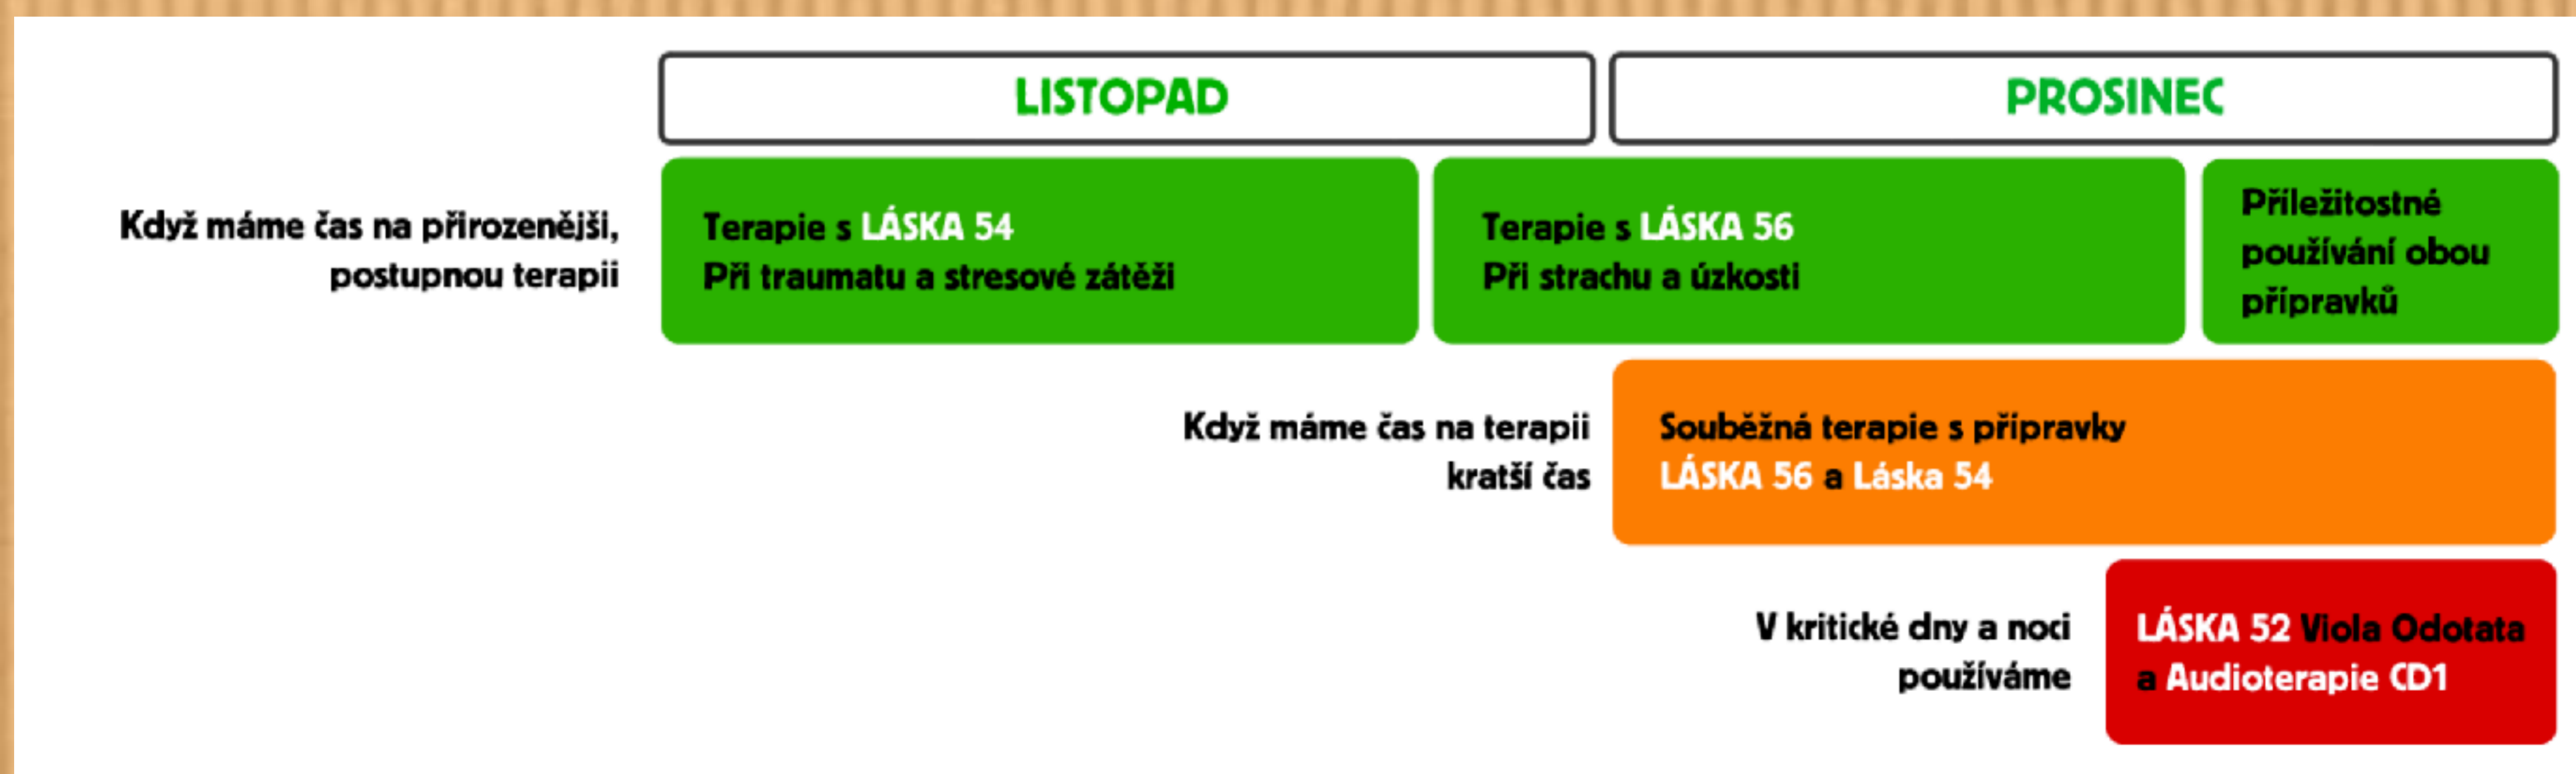 LISTOPAD
PROSINEC
Když máme čas na přirozenějši,
postupnou terapii
Terapie s LÁSKA 54
Při traumatu a stresové zátěži
Terapie s LÁSKA 56
Při strachu a úzkosti
Příležitostné
používání obou
přípravků
Když máme čas na terapii
kratší čas
Souběžná terapie s přípravky
LÁSKA 56 a Láska 54
V kritické dny a noci
používáme
LÁSKA 52 Viola Odotata
a Audioterapie CD1